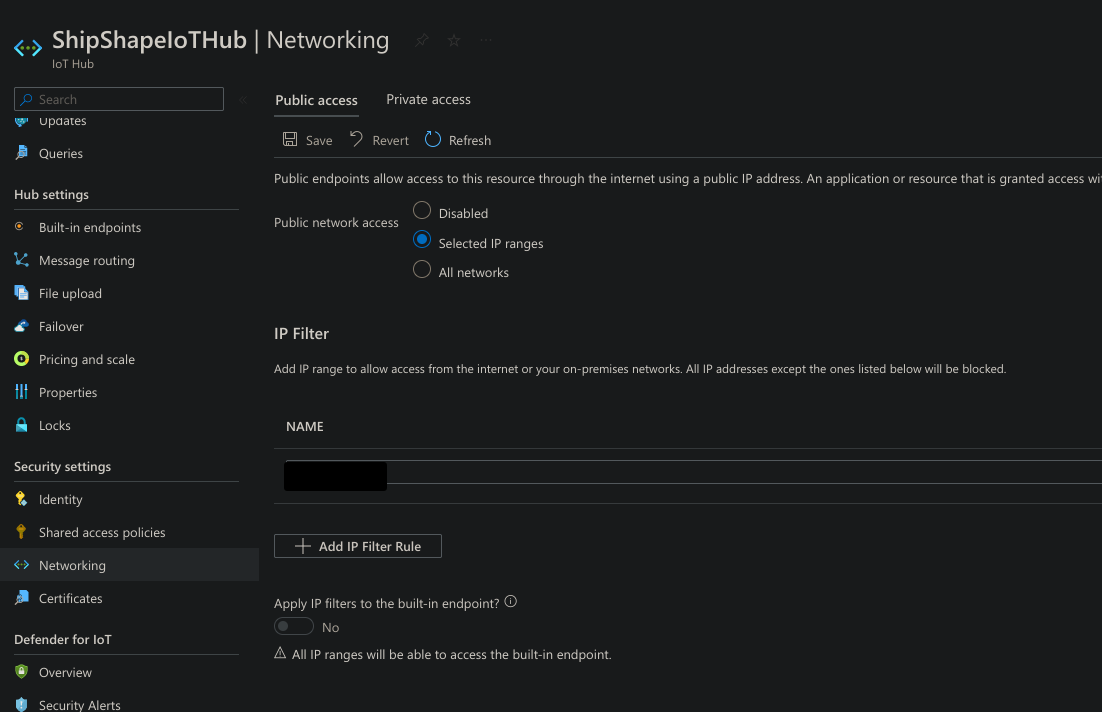 ShipShapeIoTHub | Networking
IoT Hub
Search
Updates
Queries
Hub settings
Built-in endpoints
Message routing
File upload
Failover
Pricing and scale
Properties
Locks
Security settings
Identity
Shared access policies
Networking
Certificates
Defender for IoT
Overview
Security Alerts
Public access Private access
Save Revert Refresh
Public endpoints allow access to this resource through the internet using a public IP address. An application or resource that is granted access wi
Public network access
Disabled
Selected IP ranges
All networks
IP Filter
Add IP range to allow access from the internet or your on-premises networks. All IP addresses except the ones listed below will be blocked.
NAME
Add IP Filter Rule
Apply IP filters to the built-in endpoint?
No
All IP ranges will be able to access the built-in endpoint.